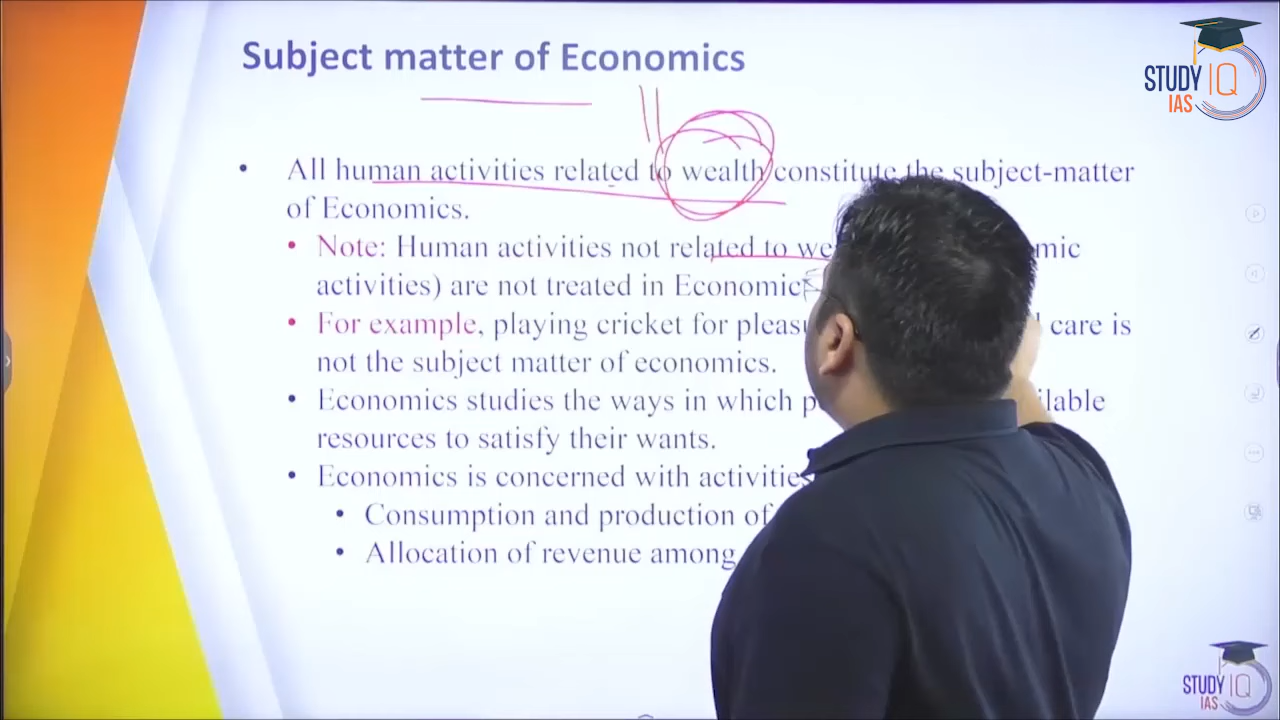 Subject matter of Economics
STUDY IQ
IAS
• All human activities related to wealth constitute the subject-matter
of Economics.
• Note: Human activities not related to
activities) are not treated in Economic
• For example, playing cricket for care is
not the subject matter of economics.
• Economics studies the ways in which
resources to satisfy their wants.
• Economics is concerned with
• Consumption and production of
• Allocation of revenue among
STUDY IQ
IAS